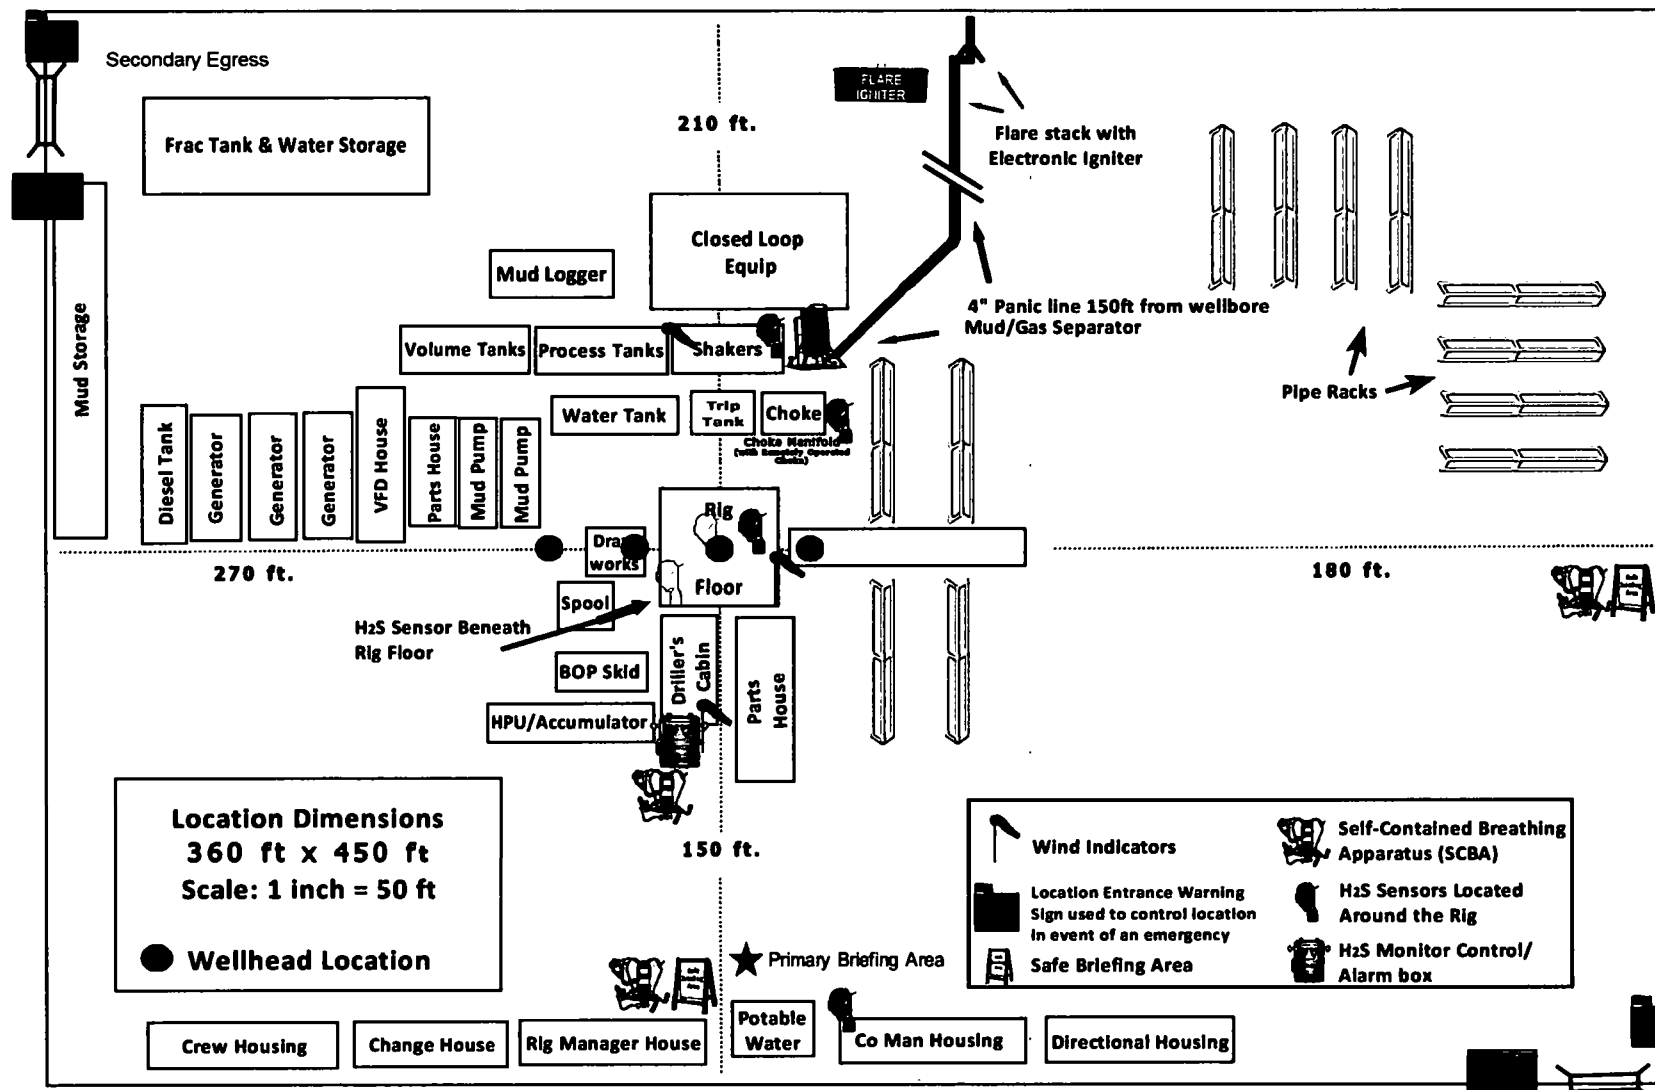 Secondary Egress
Frac Tank & Water Storage
210 ft.
FLARE
IGNITER
Flare stack with
Electronic Igniter
Closed Loop
Equip
Mud Logger
4" Panic line 150ft from wellbore
Mud/Gas Separator
Mud Storage
Volume Tanks
Process Tanks
Shakers
Pipe Racks
Water Tank
Trip
Tank
Choke
Choke Manifold
(with Remotely Operated
Choke)
Diesel Tank
Generator
Generator
Generator
VFD House
Parts House
Mud Pump
Mud Pump
Rig
Floor
Draw
works
270 ft.
180 ft.
Spool
H2S Sensor Beneath
Rig Floor
BOP Skid
Driller's
Cabin
Parts
House
HPU/Accumulator
Location Dimensions
360 ft x 450 ft
Scale: 1 inch = 50 ft
Wellhead Location
150 ft.
Wind Indicators
Location Entrance Warning
Sign used to control location
in event of an emergency
Safe Briefing Area
Self-Contained Breathing
Apparatus (SCBA)
H2S Sensors Located
Around the Rig
H2S Monitor Control/
Alarm box
Primary Briefing Area
Crew Housing
Change House
Rig Manager House
Potable
Water
Co Man Housing
Directional Housing